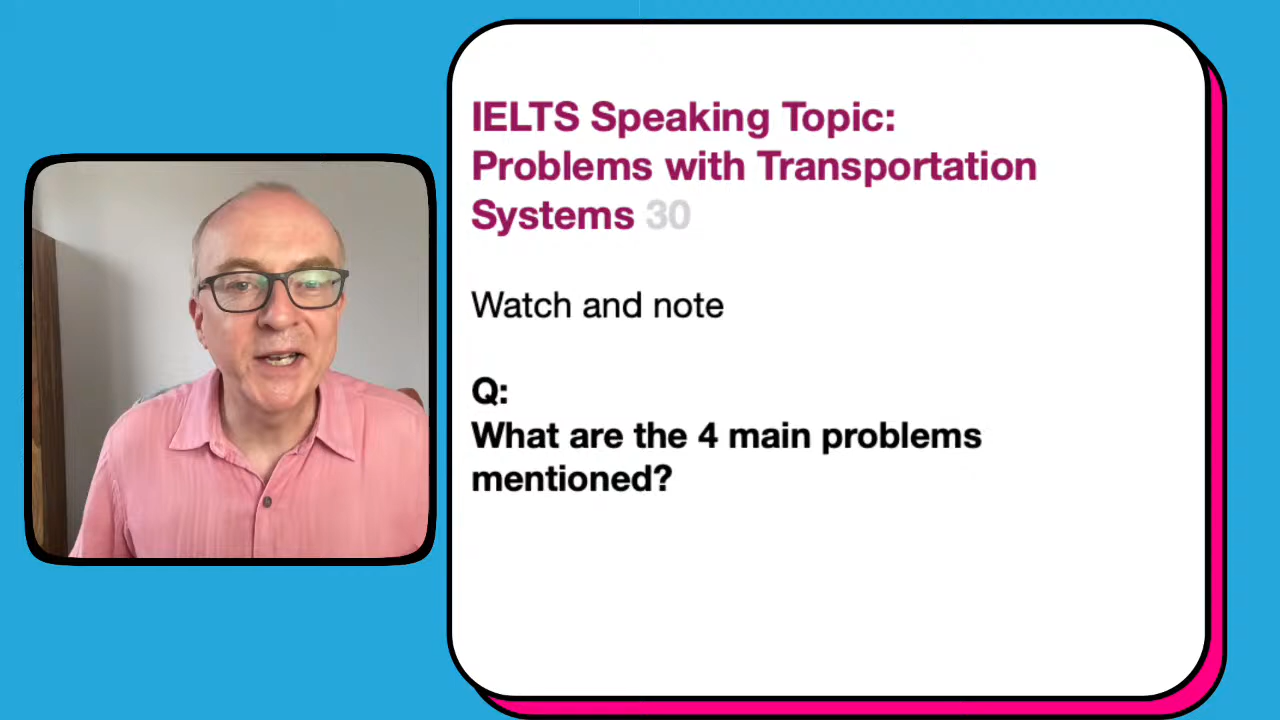 IELTS Speaking Topic:
Problems with Transportation
Systems 30
Watch and note
Q:
What are the 4 main problems
mentioned?